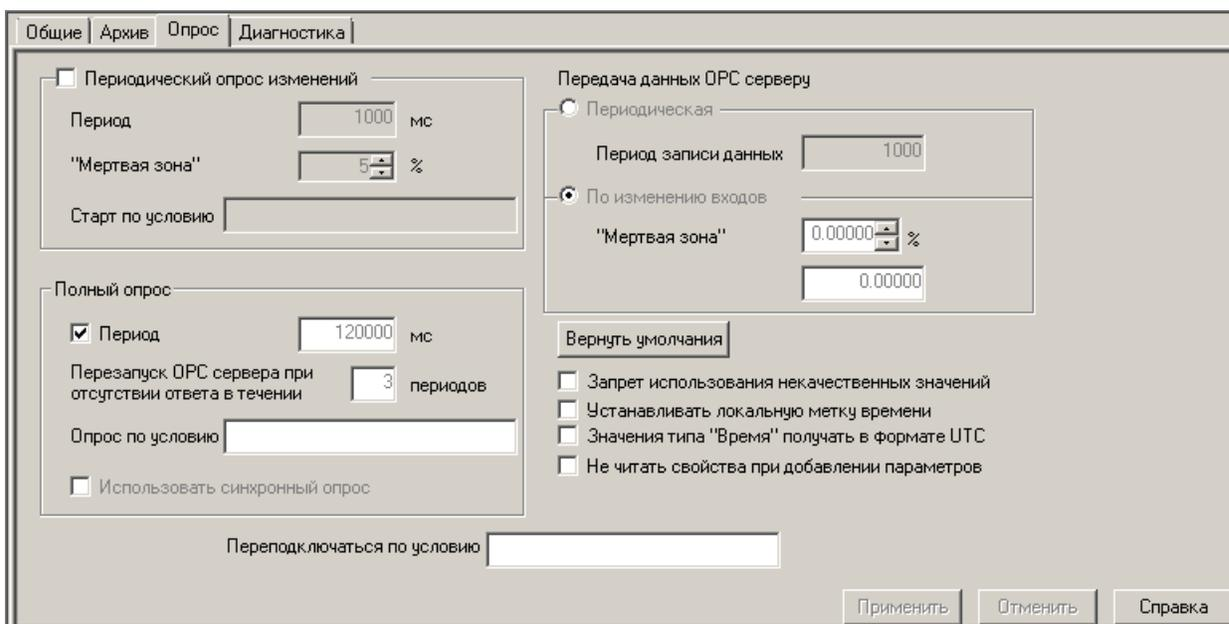 Общие Архив Опрос Диагностика
Периодический опрос изменений
Период 1000 мс
"Мертвая зона" 5 %
Старт по условию
Полный опрос
Период 120000 мс
Перезапуск ОРС сервера при
отсутствии ответа в течении 3 периодов
Опрос по условию
Использовать синхронный опрос
Передача данных ОРС серверу
Периодическая
Период записи данных 1000
По изменению входов
"Мертвая зона" 0.00000 %
0.00000
Вернуть умолчания
Запрет использования некачественных значений
Устанавливать локальную метку времени
Значения типа "Время" получать в формате UTC
Не читать свойства при добавлении параметров
Переподключаться по условию
Применить Отменить Справка